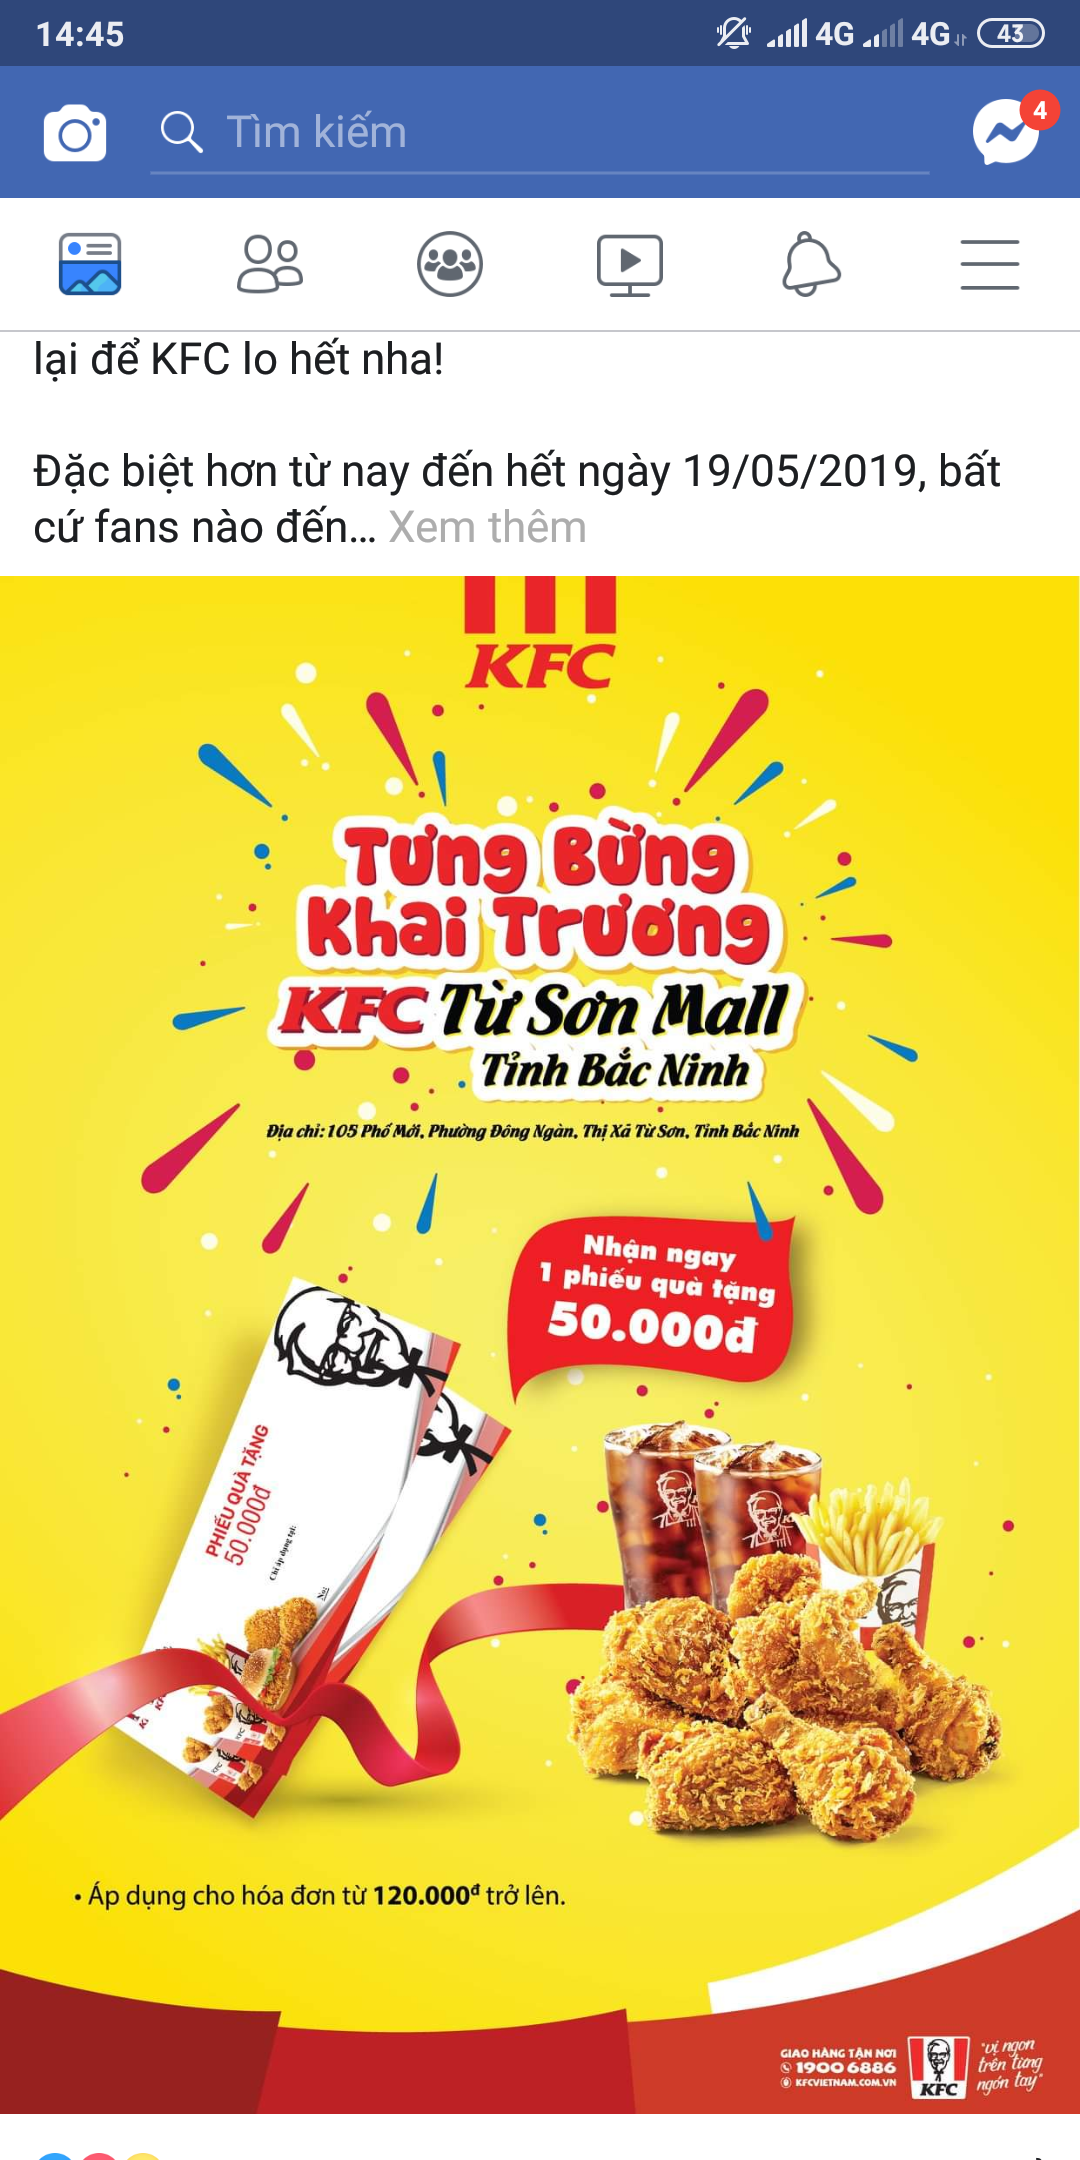 14:45
4G 4G 43
Tìm kiếm
4
lại để KFC lo hết nha!
Đặc biệt hơn từ nay đến hết ngày 19/05/2019, bất
cứ fans nào đến... Xem thêm
KFC
Tưng Bừng
Khai Trương
KFC Từ Sơn Mall
Tỉnh Bắc Ninh
Địa chỉ: 105 Phố Mới, Phường Đông Ngàn, Thị Xã Từ Sơn, Tỉnh Bắc Ninh
Nhận ngay
1 phiếu quà tặng
50.000đ
PHIẾU QUÀ TẶNG
50.000đ
Chỉ áp dụng tại:
No:
• Áp dụng cho hóa đơn từ 120.000đ trở lên.
GIAO HÀNG TẬN NƠI
1900 6886
KFCVIETNAM.COM.VN
KFC
"vị ngon
trên từng
ngón tay"